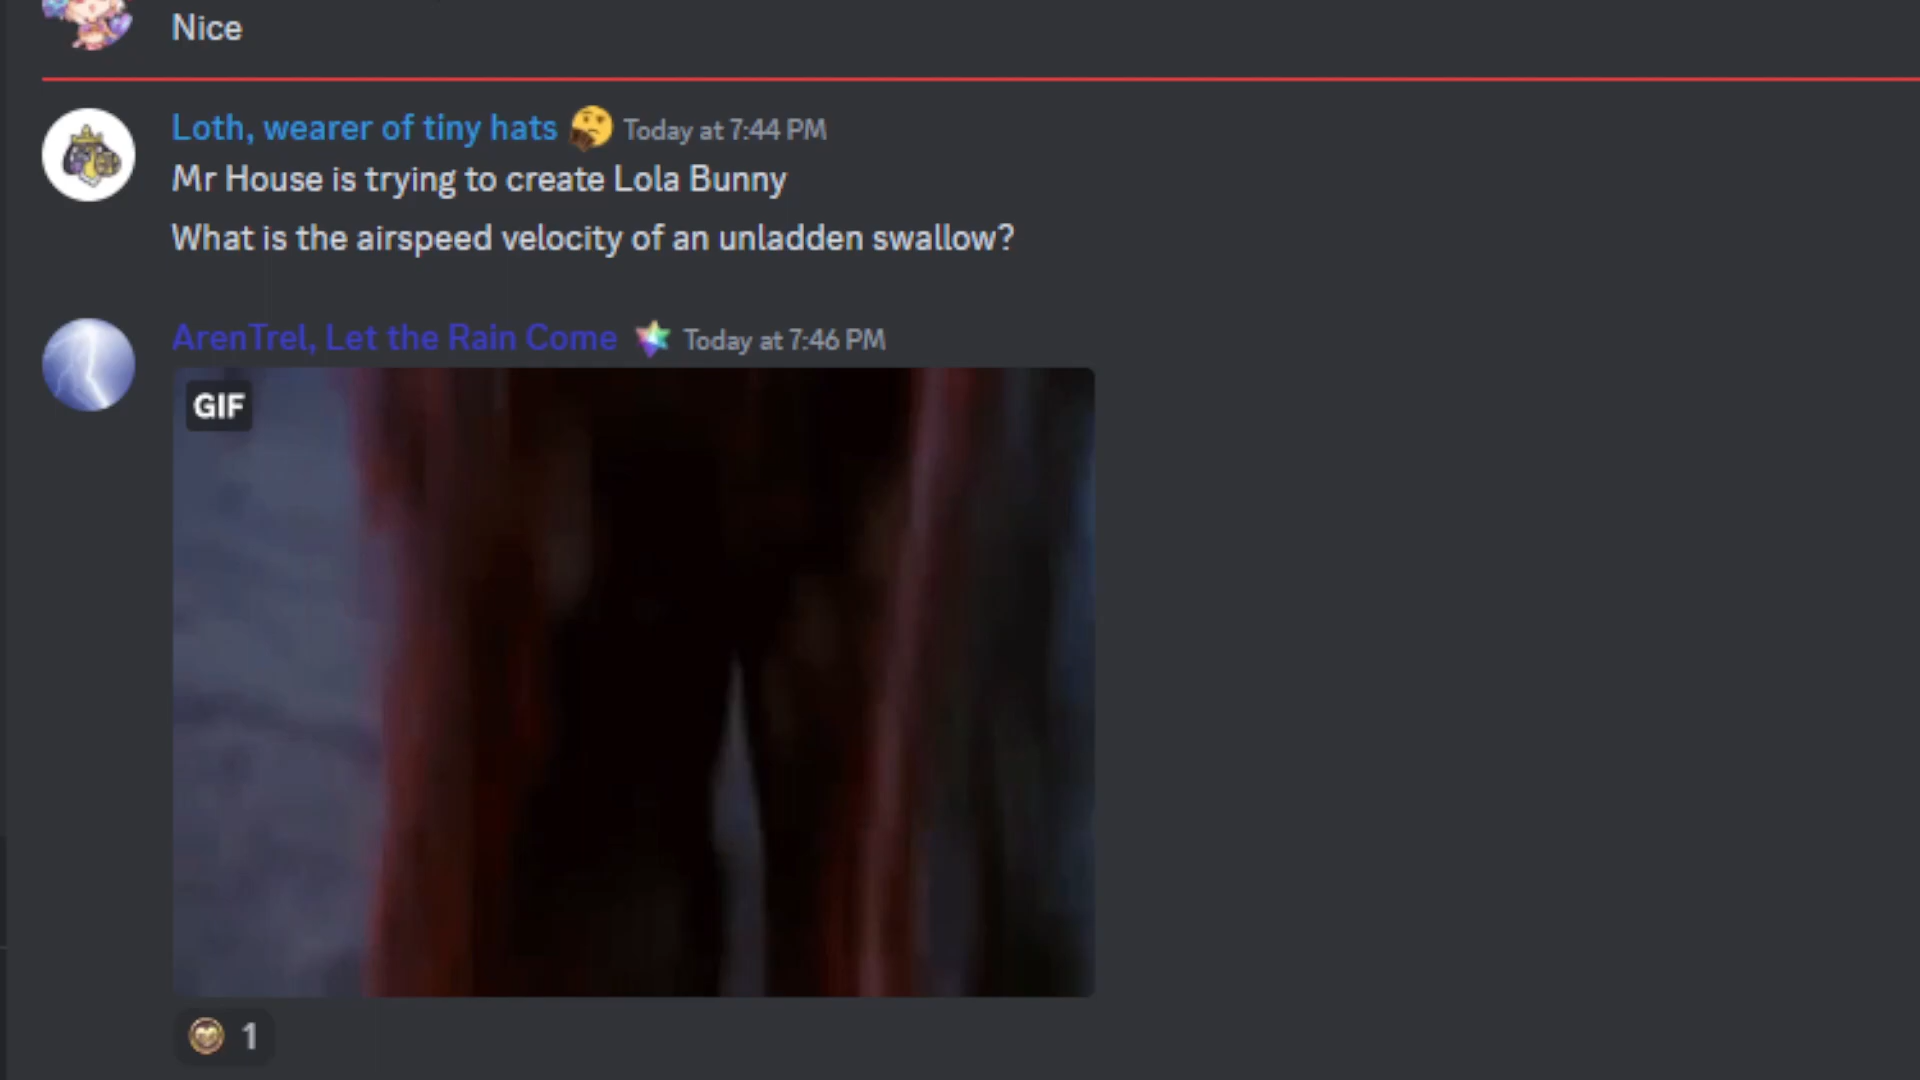 Nice
Loth, wearer of tiny hats Today at 7:44 PM
Mr House is trying to create Lola Bunny
What is the airspeed velocity of an unladden swallow?
ArenTrel, Let the Rain Come Today at 7:46 PM
GIF
1